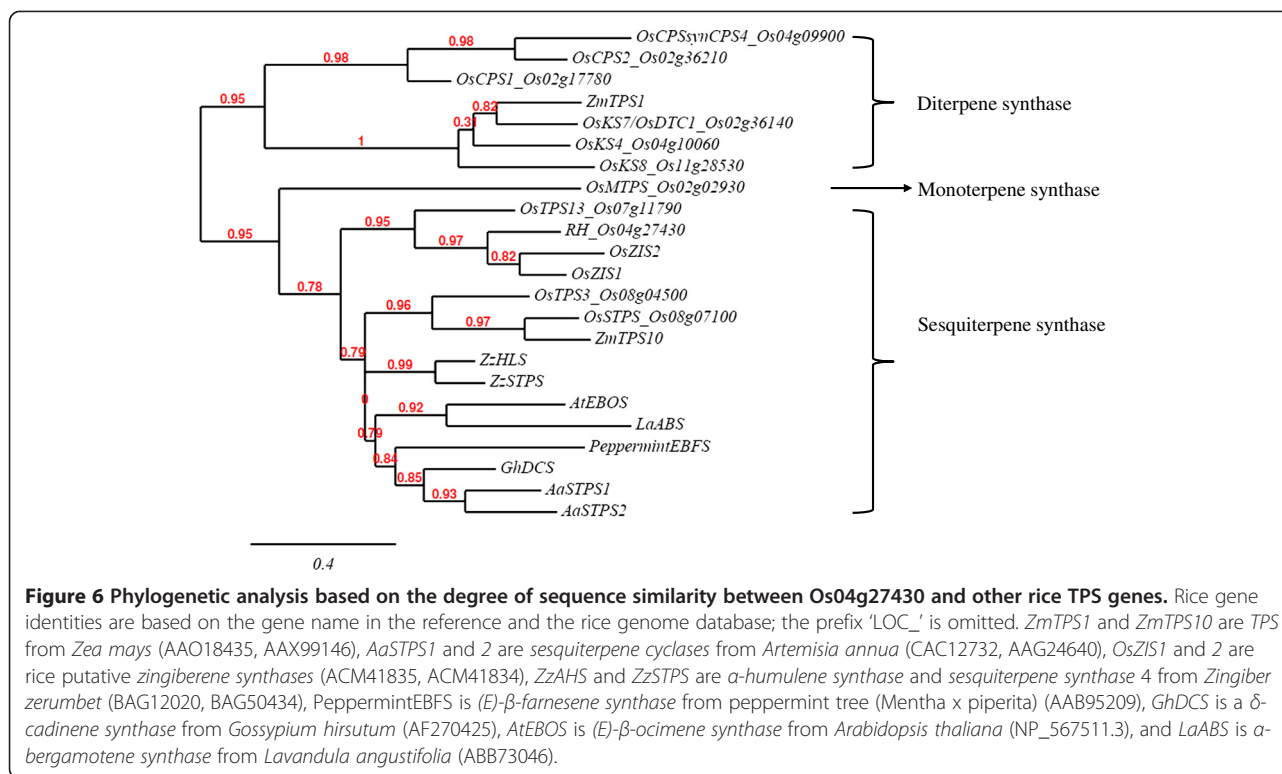 0.98
OsCPSsynCPS4_Os04g09900
0.98
OsCPS2_Os02g36210
OsCPS1_Os02g17780
0.95
0.82
ZmTPS1
Diterpene synthase
0.31
OsKS7/OsDTC1_Os02g36140
1
OsKS4_Os04g10060
OsKS8_Os11g28530
OsMTPS_Os02g02930
Monoterpene synthase
0.95
0.95
OsTPS13_Os07g11790
0.97
RH_Os04g27430
0.82
OsZIS2
OsZIS1
0.78
0.96
OsTPS3_Os08g04500
0.97
OsSTPS_Os08g07100
Sesquiterpene synthase
ZmTPS10
0.79
0.99
ZzHLS
ZzSTPS
0
0.92
AtEBOS
LaABS
0.79
PeppermintEBFS
0.84
GhDCS
0.85
0.93
AaSTPS1
AaSTPS2
0.4
Figure 6 Phylogenetic analysis based on the degree of sequence similarity between Os04g27430 and other rice TPS genes. Rice gene
identities are based on the gene name in the reference and the rice genome database; the prefix 'LOC_' is omitted. ZmTPS1 and ZmTPS10 are TPS
from Zea mays (AAO18435, AAX99146), AaSTPS1 and 2 are sesquiterpene cyclases from Artemisia annua (CAC12732, AAG24640), OsZIS1 and 2 are
rice putative zingiberene synthases (ACM41835, ACM41834), ZzAHS and ZzSTPS are α-humulene synthase and sesquiterpene synthase 4 from Zingiber
zerumbet (BAG12020, BAG50434), PeppermintEBFS is (E)-β-farnesene synthase from peppermint tree (Mentha x piperita) (AAB95209), GhDCS is a δ-
cadinene synthase from Gossypium hirsutum (AF270425), AtEBOS is (E)-β-ocimene synthase from Arabidopsis thaliana (NP_567511.3), and LaABS is α-
bergamotene synthase from Lavandula angustifolia (ABB73046).